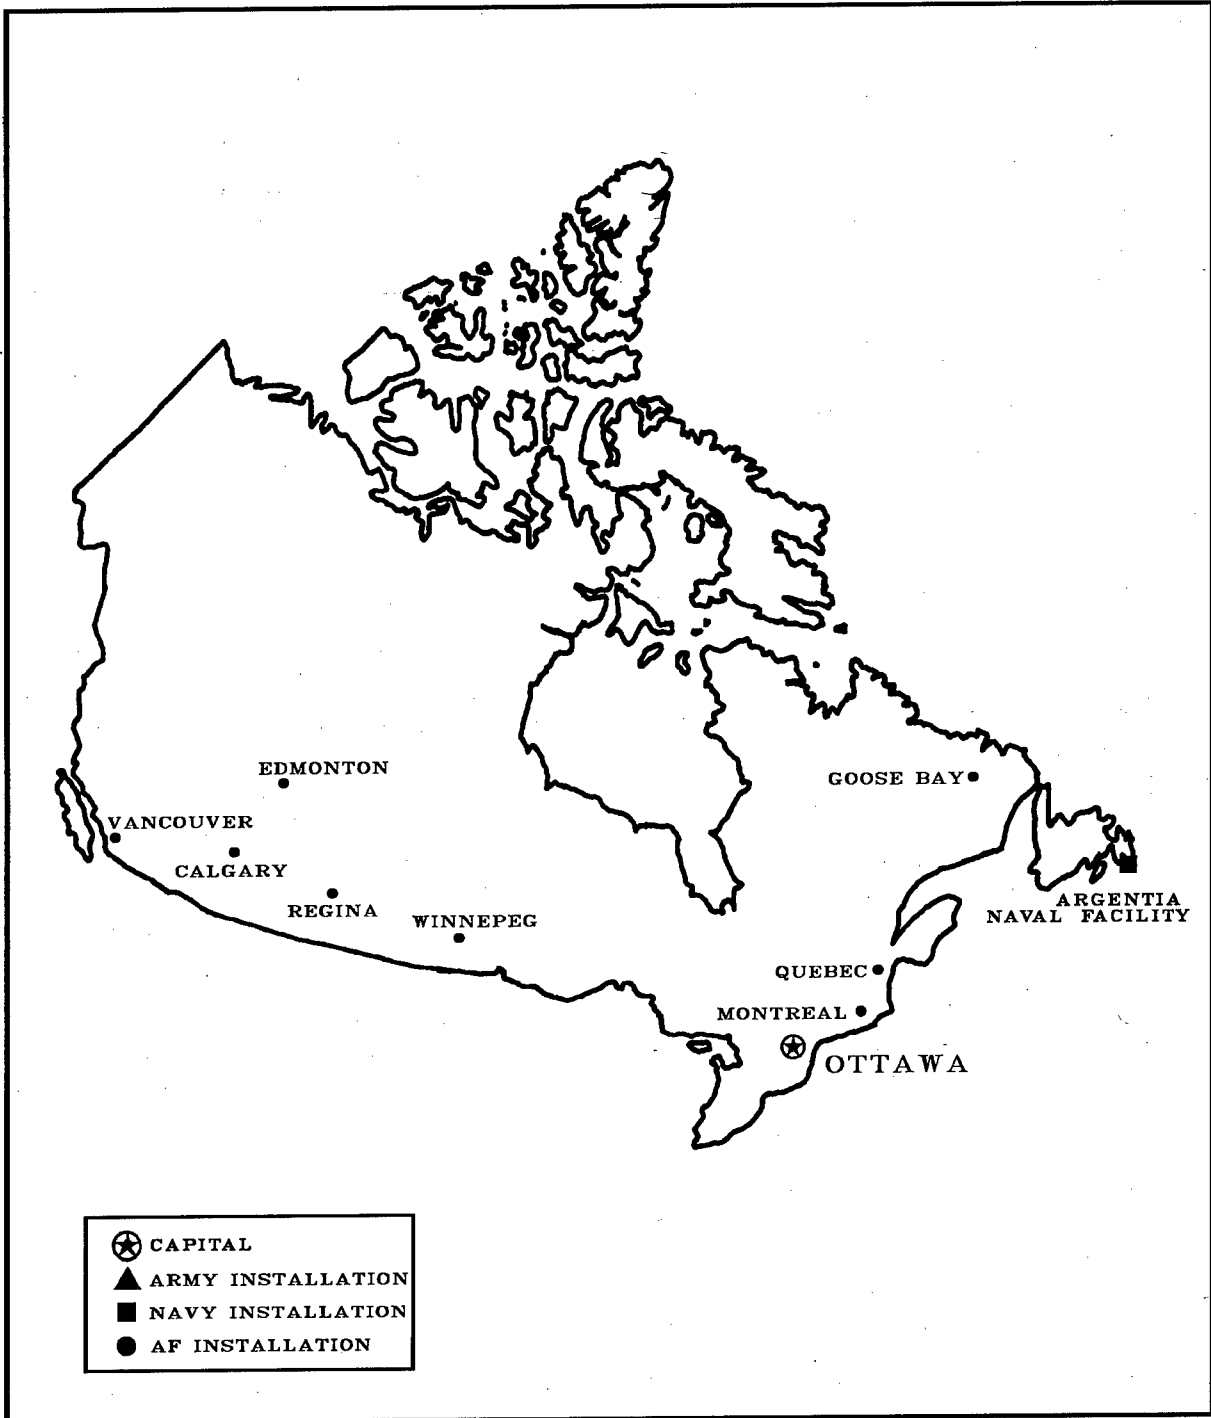 EDMONTON
GOOSE BAY
VANCOUVER
CALGARY
REGINA
WINNEPEG
ARGENTIA
NAVAL FACILITY
QUEBEC
MONTREAL
OTTAWA
CAPITAL
ARMY INSTALLATION
NAVY INSTALLATION
AF INSTALLATION